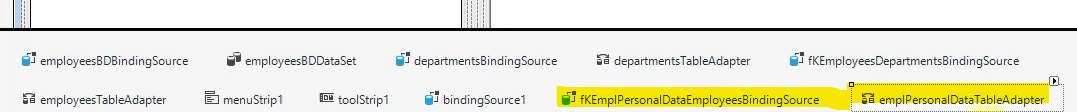 employeesBDBindingSource employeesBDDataSet departmentsBindingSource departmentsTableAdapter fKEmployeesDepartmentsBindingSource
employeesTableAdapter menuStrip1 toolStrip1 bindingSource1 fKEmplPersonalDataEmployeesBindingSource emplPersonalDataTableAdapter